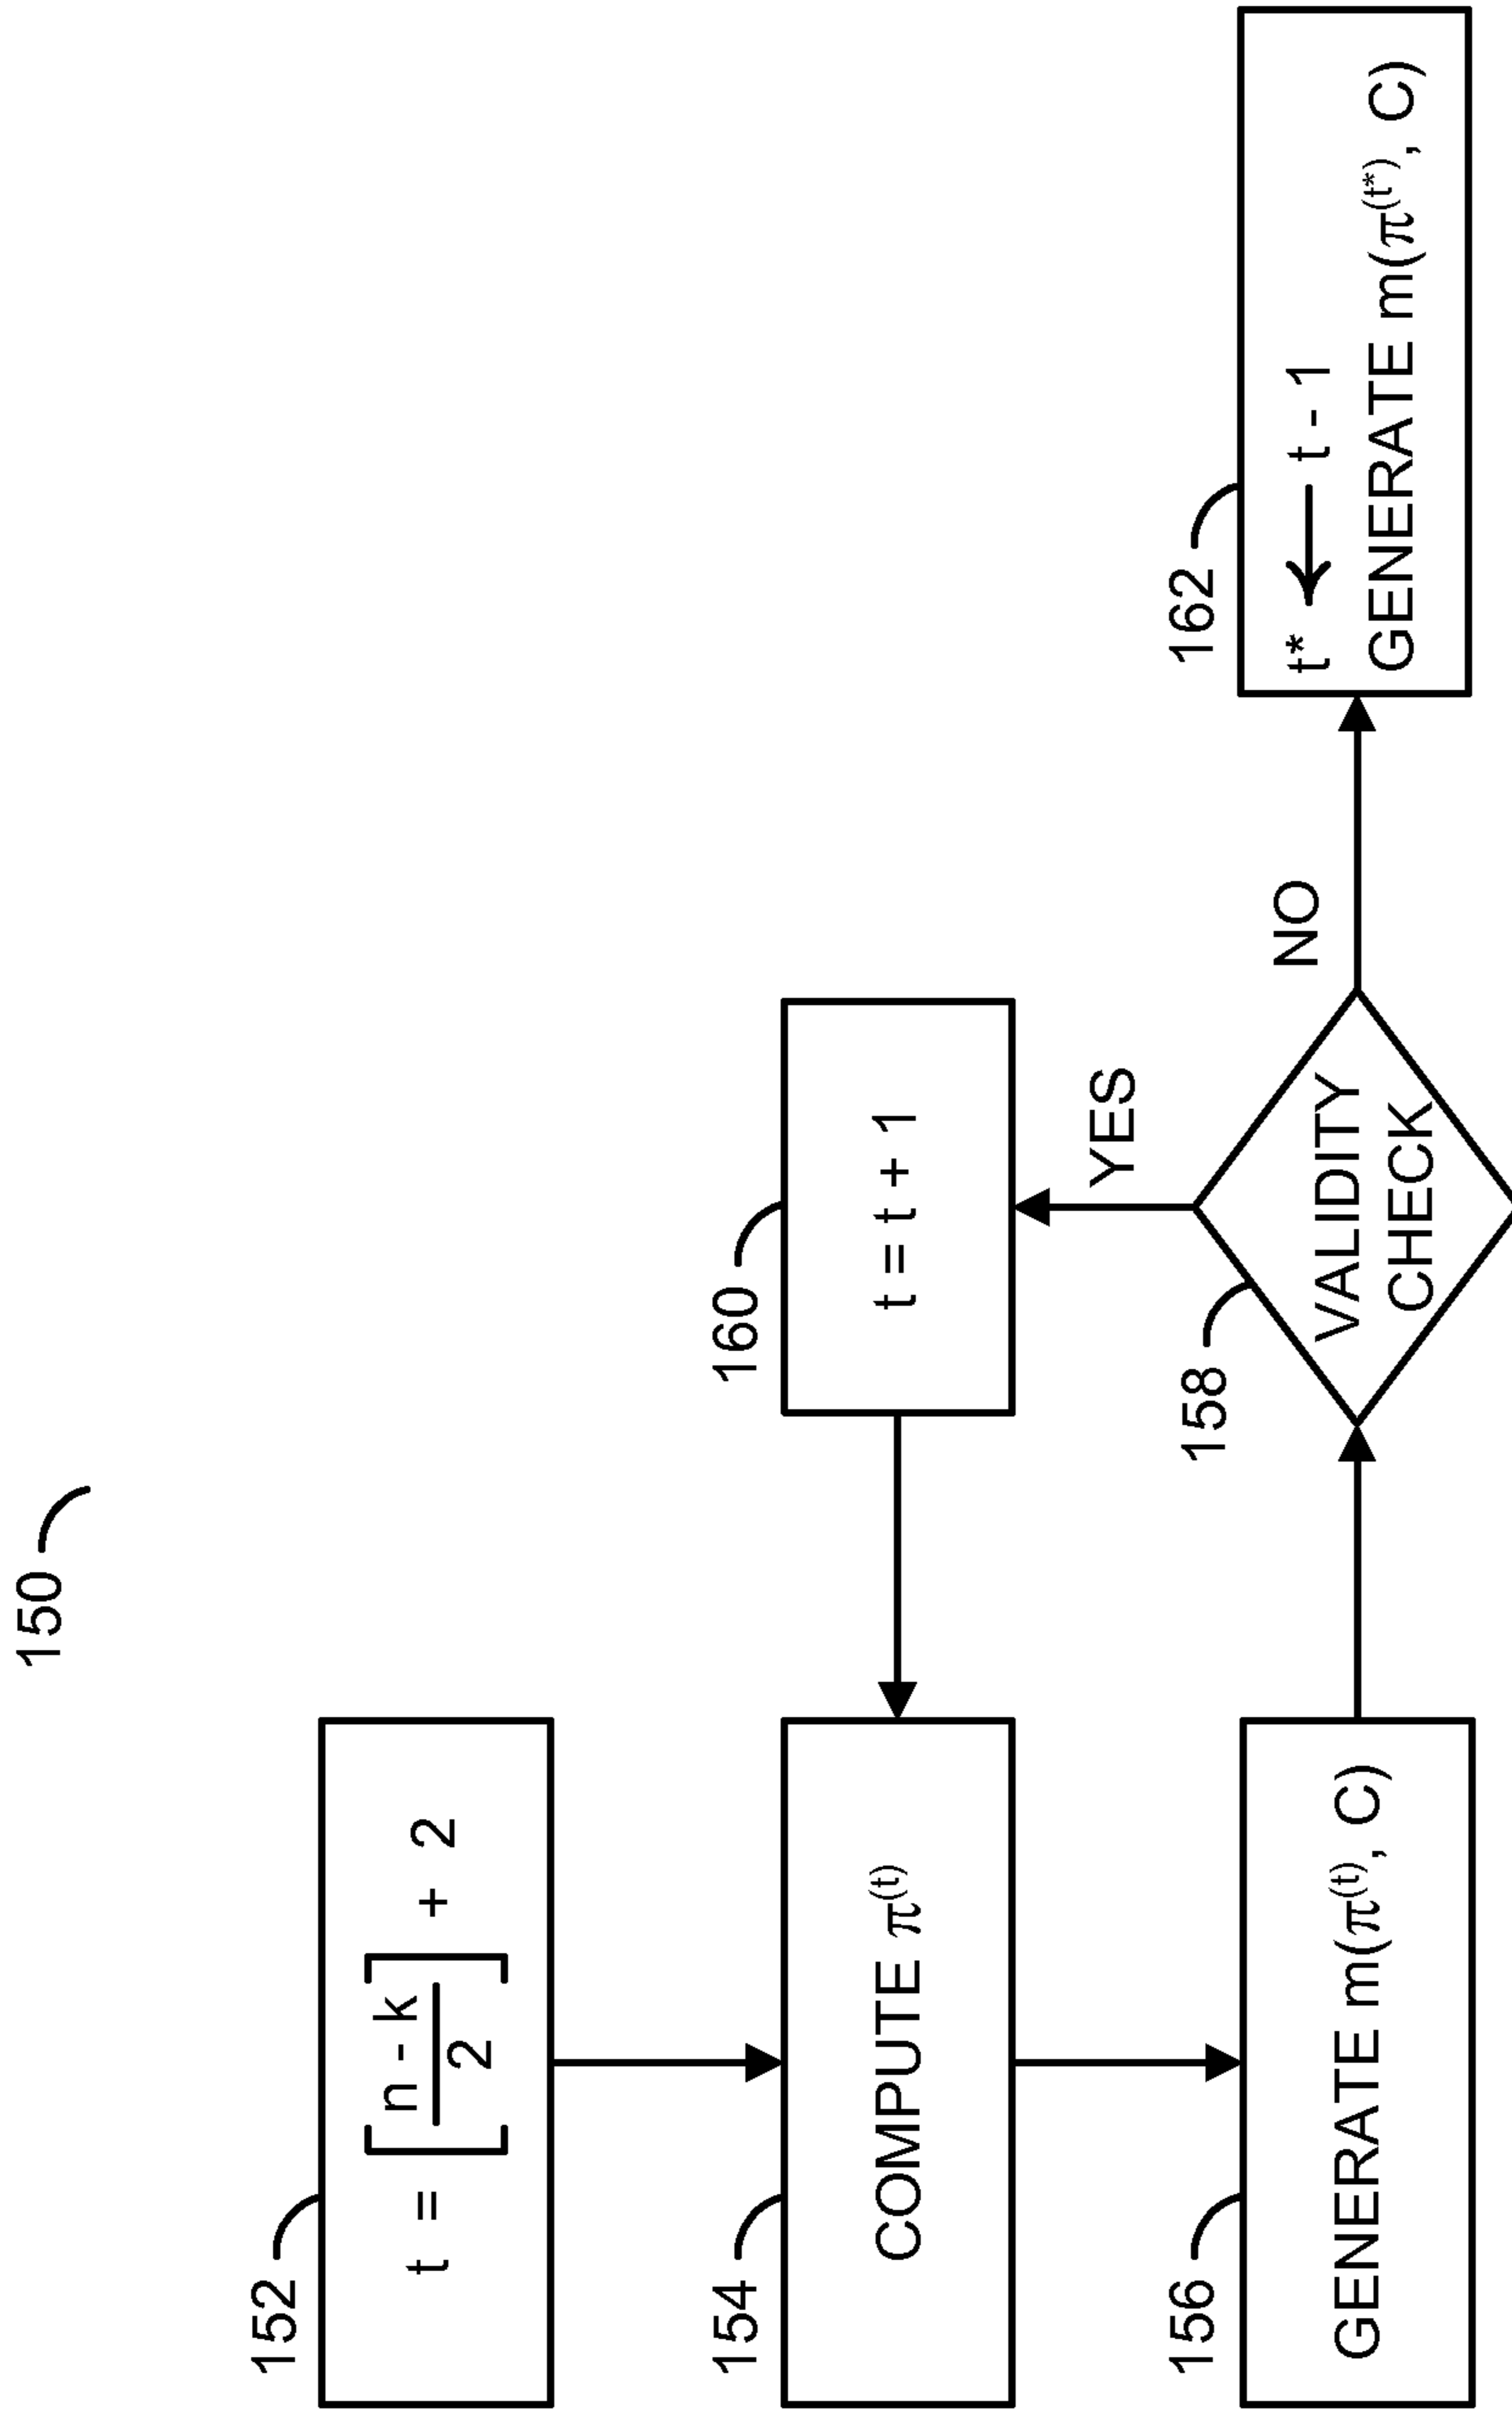 150
152
t = [ n - k / 2 ] + 2
154
COMPUTE π(t)
156
GENERATE m(π(t), C)
160
t = t + 1
YES
158
VALIDITY
CHECK
NO
162
t* ← t - 1
GENERATE m(π(t*), C)